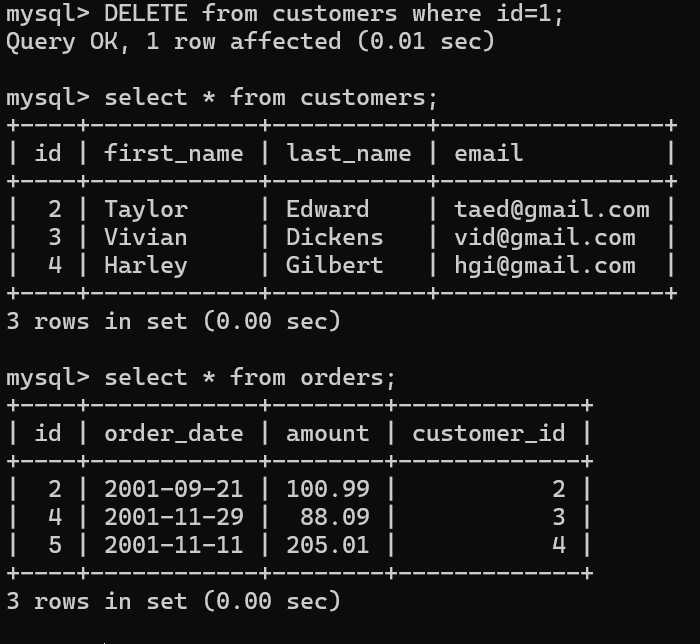 mysql> DELETE from customers where id=1;
Query OK, 1 row affected (0.01 sec)
mysql> select * from customers;
+----+------------+-----------+----------------+
| id | first_name | last_name | email          |
+----+------------+-----------+----------------+
|  2 | Taylor     | Edward    | taed@gmail.com |
|  3 | Vivian     | Dickens   | vid@gmail.com  |
|  4 | Harley     | Gilbert   | hgi@gmail.com  |
+----+------------+-----------+----------------+
3 rows in set (0.00 sec)
mysql> select * from orders;
+----+------------+--------+-------------+
| id | order_date | amount | customer_id |
+----+------------+--------+-------------+
|  2 | 2001-09-21 | 100.99 |           2 |
|  4 | 2001-11-29 |  88.09 |           3 |
|  5 | 2001-11-11 | 205.01 |           4 |
+----+------------+--------+-------------+
3 rows in set (0.00 sec)